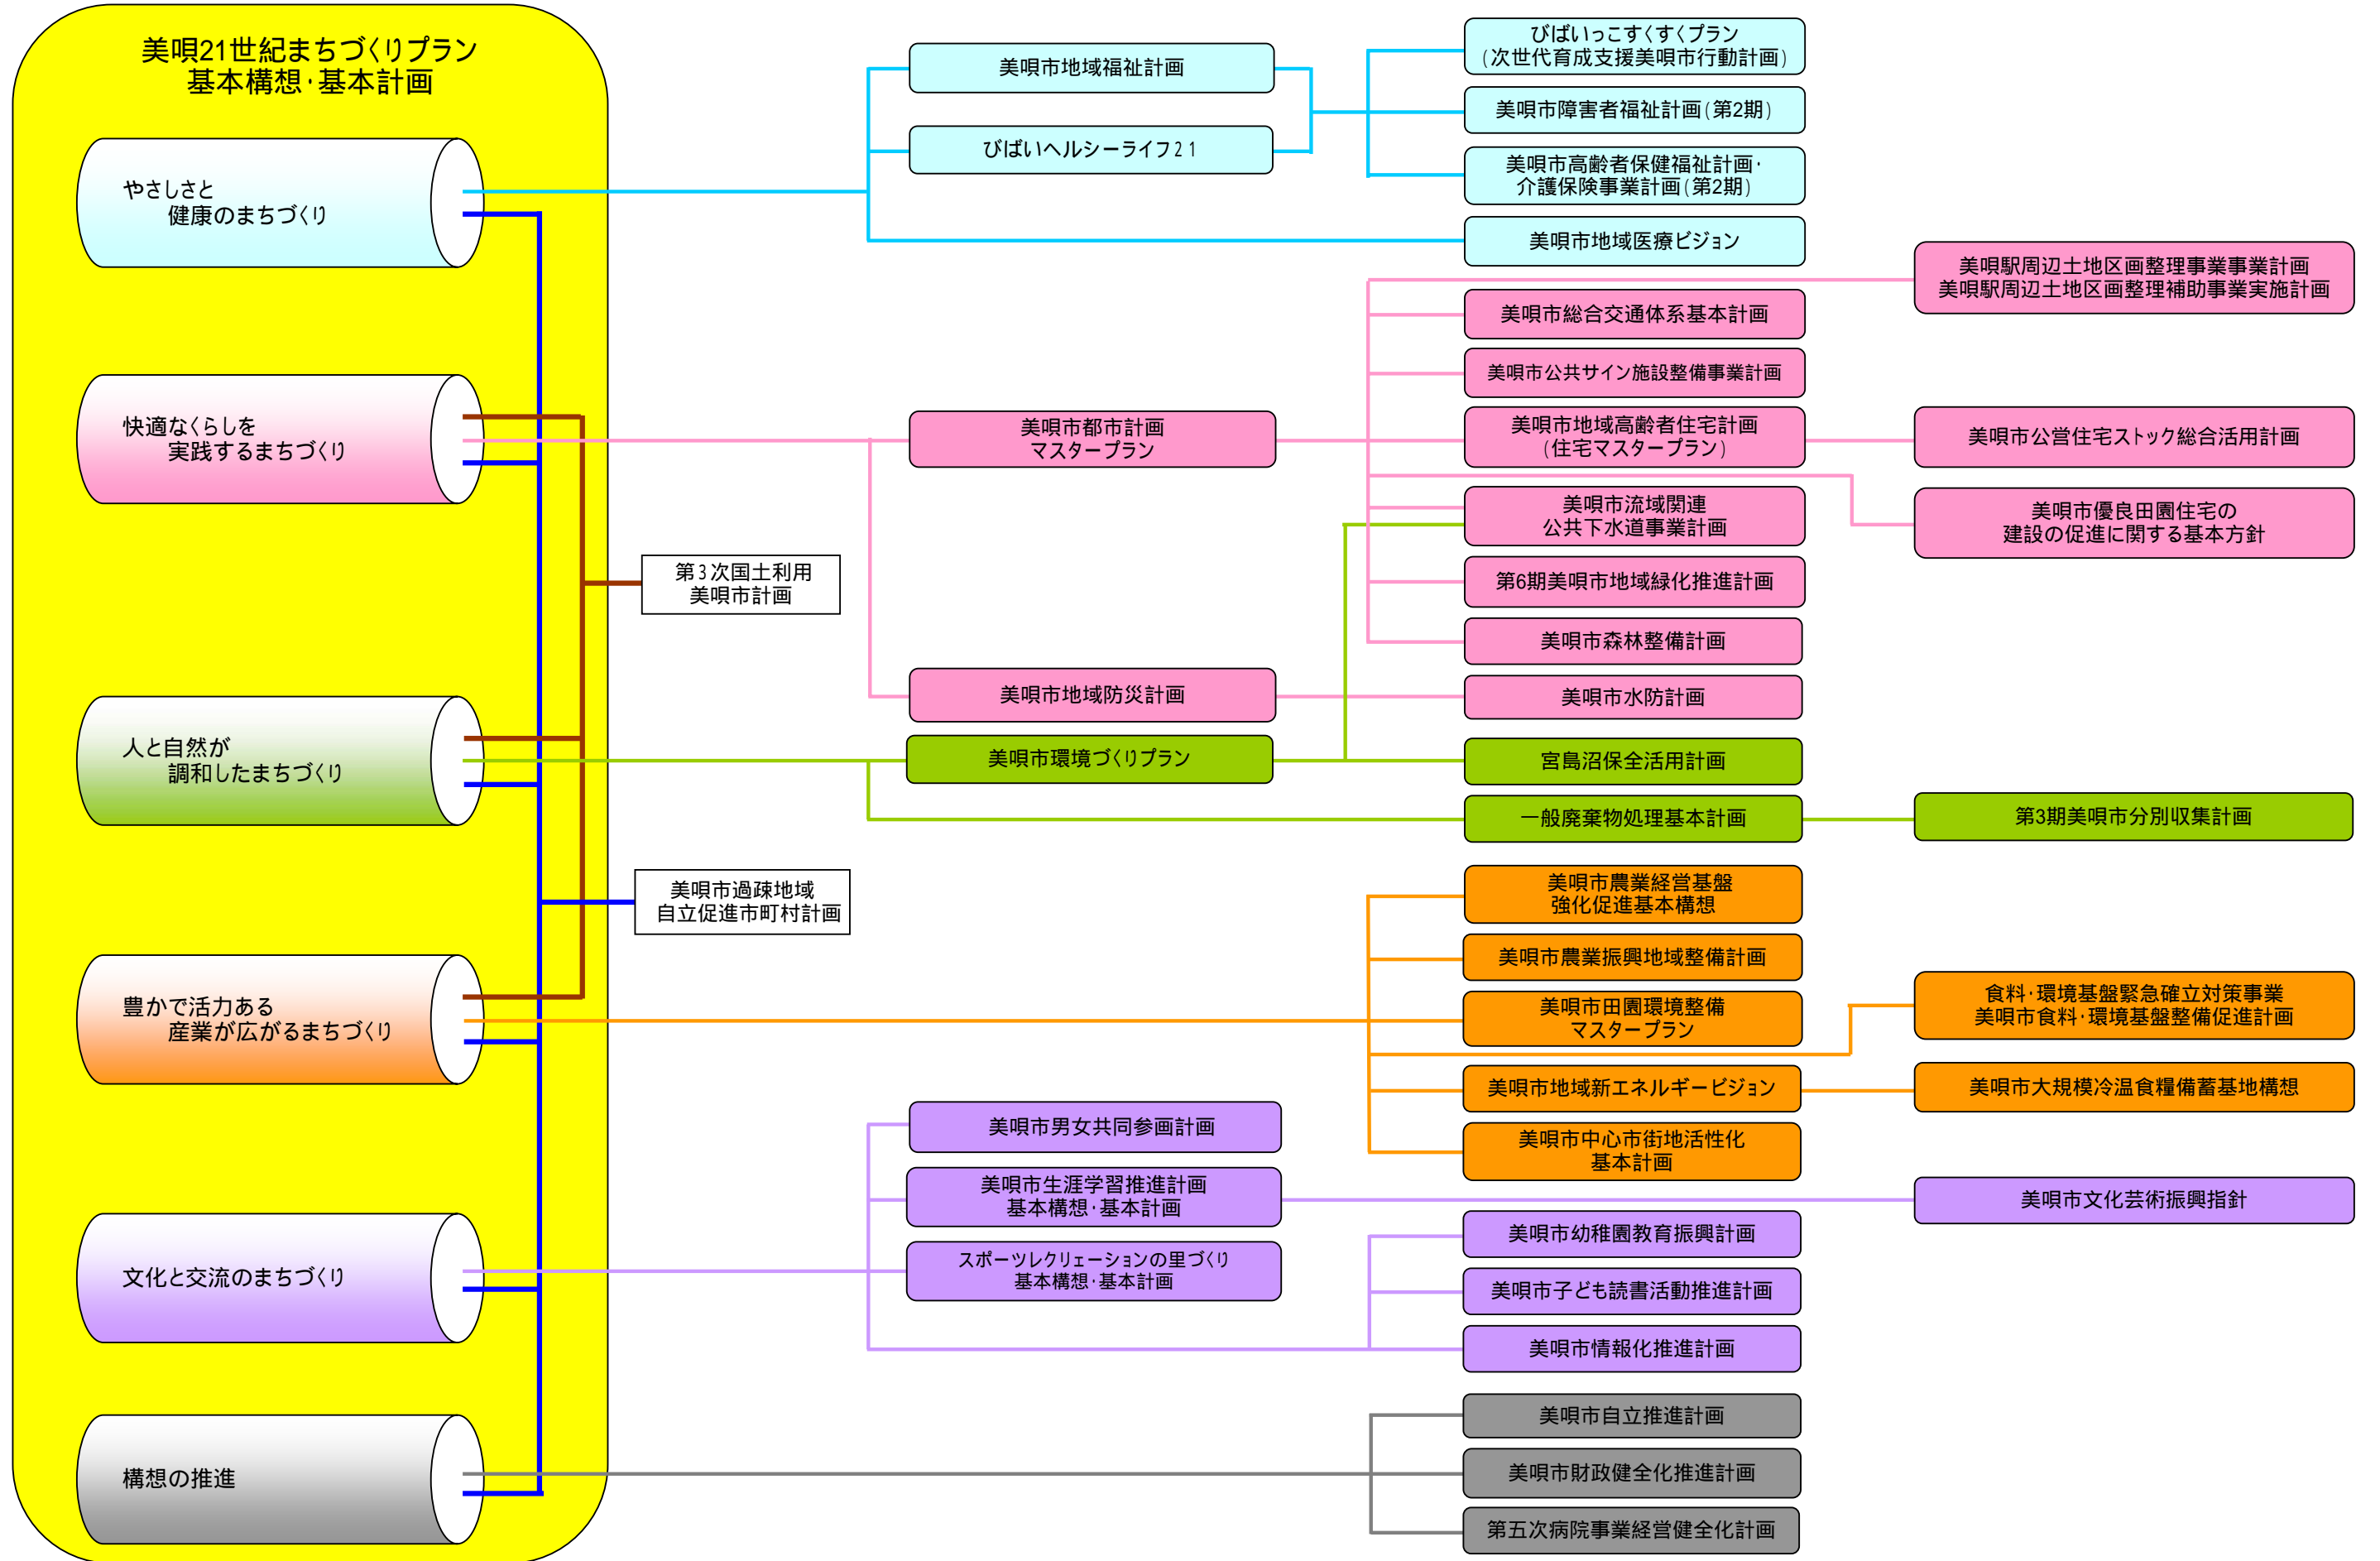 美唄21世紀まちづくりプラン
基本構想・基本計画
やさしさと
健康のまちづくり
快適なくらしを
実践するまちづくり
人と自然が
調和したまちづくり
豊かで活力ある
産業が広がるまちづくり
文化と交流のまちづくり
構想の推進
第3次国土利用
美唄市計画
美唄市過疎地域
自立促進市町村計画
美唄市地域福祉計画
びばいヘルシーライフ21
美唄市都市計画
マスタープラン
美唄市地域防災計画
美唄市環境づくりプラン
美唄市男女共同参画計画
美唄市生涯学習推進計画
基本構想・基本計画
スポーツレクリェーションの里づくり
基本構想・基本計画
びばいっこすくすくプラン
(次世代育成支援美唄市行動計画)
美唄市障害者福祉計画(第2期)
美唄市高齢者保健福祉計画・
介護保険事業計画(第2期)
美唄市地域医療ビジョン
美唄市総合交通体系基本計画
美唄市公共サイン施設整備事業計画
美唄市地域高齢者住宅計画
(住宅マスタープラン)
美唄市流域関連
公共下水道事業計画
第6期美唄市地域緑化推進計画
美唄市森林整備計画
美唄市水防計画
宮島沼保全活用計画
一般廃棄物処理基本計画
美唄市農業経営基盤
強化促進基本構想
美唄市農業振興地域整備計画
美唄市田園環境整備
マスタープラン
美唄市地域新エネルギービジョン
美唄市中心市街地活性化
基本計画
美唄市幼稚園教育振興計画
美唄市子ども読書活動推進計画
美唄市情報化推進計画
美唄市自立推進計画
美唄市財政健全化推進計画
第五次病院事業経営健全化計画
美唄駅周辺土地区画整理事業事業計画
美唄駅周辺土地区画整理補助事業実施計画
美唄市公営住宅ストック総合活用計画
美唄市優良田園住宅の
建設の促進に関する基本方針
第3期美唄市分別収集計画
食料・環境基盤緊急確立対策事業
美唄市食料・環境基盤整備促進計画
美唄市大規模冷温食糧備蓄基地構想
美唄市文化芸術振興指針